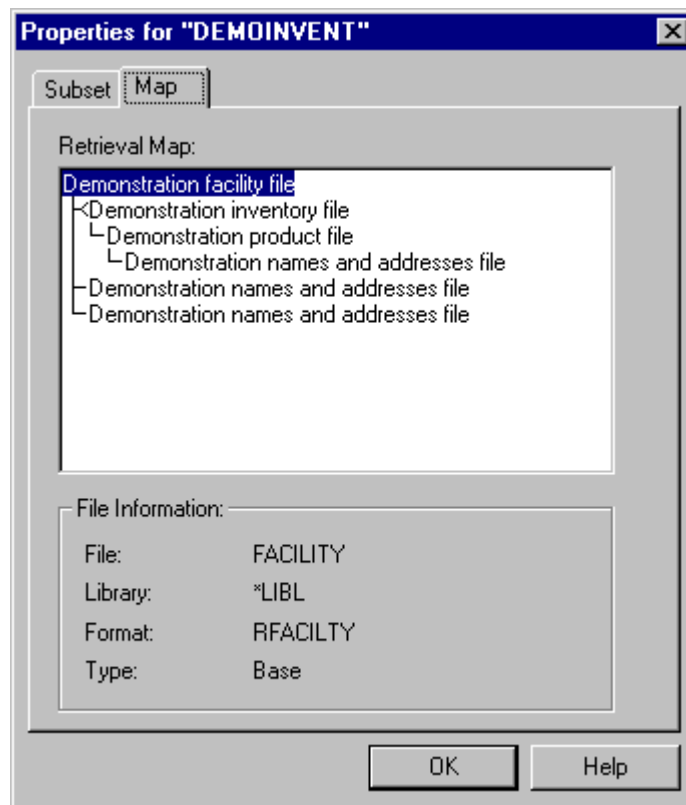 Properties for "DEMOINVENT"
Subset Map
Retrieval Map:
Demonstration facility file
Demonstration inventory file
Demonstration product file
Demonstration names and addresses file
Demonstration names and addresses file
Demonstration names and addresses file
File Information:
File: FACILITY
Library: *LIBL
Format: RFACILTY
Type: Base
OK Help